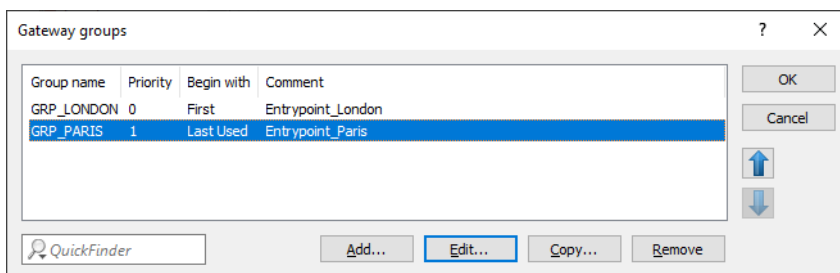 Gateway groups ?
Group name Priority Begin with Comment
GRP_LONDON 0 First Entrypoint_London
GRP_PARIS 1 Last Used Entrypoint_Paris
OK
Cancel
QuickFinder
Add... Edit... Copy... Remove